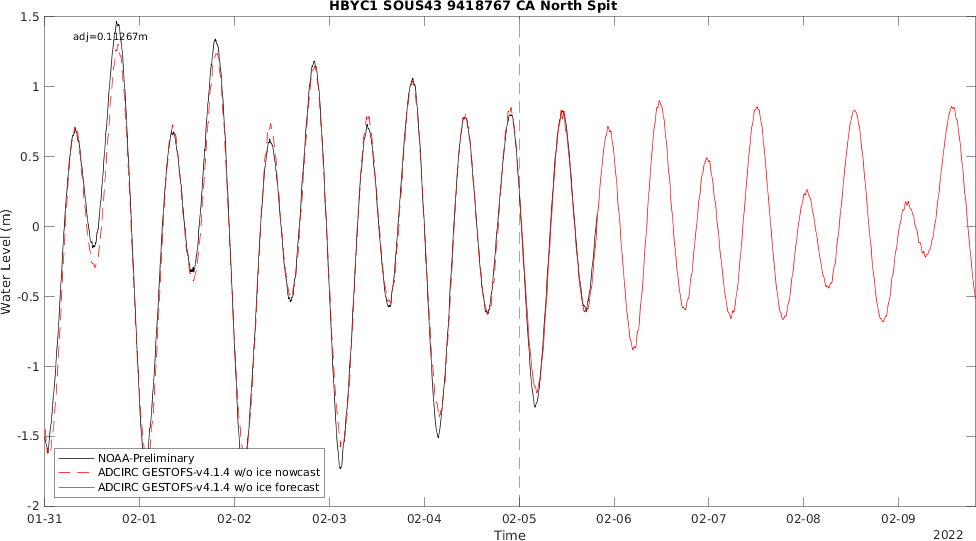 HBYC1 SOUS43 9418767 CA North Spit
adj=0.11267m
1.5
1
0.5
0
-0.5
-1
-1.5
-2
Water Level (m)
NOAA-Preliminary
ADCIRC GESTOFS-v4.1.4 w/o ice nowcast
ADCIRC GESTOFS-v4.1.4 w/o ice forecast
01-31 02-01 02-02 02-03 02-04 02-05 02-06 02-07 02-08 02-09
Time
2022